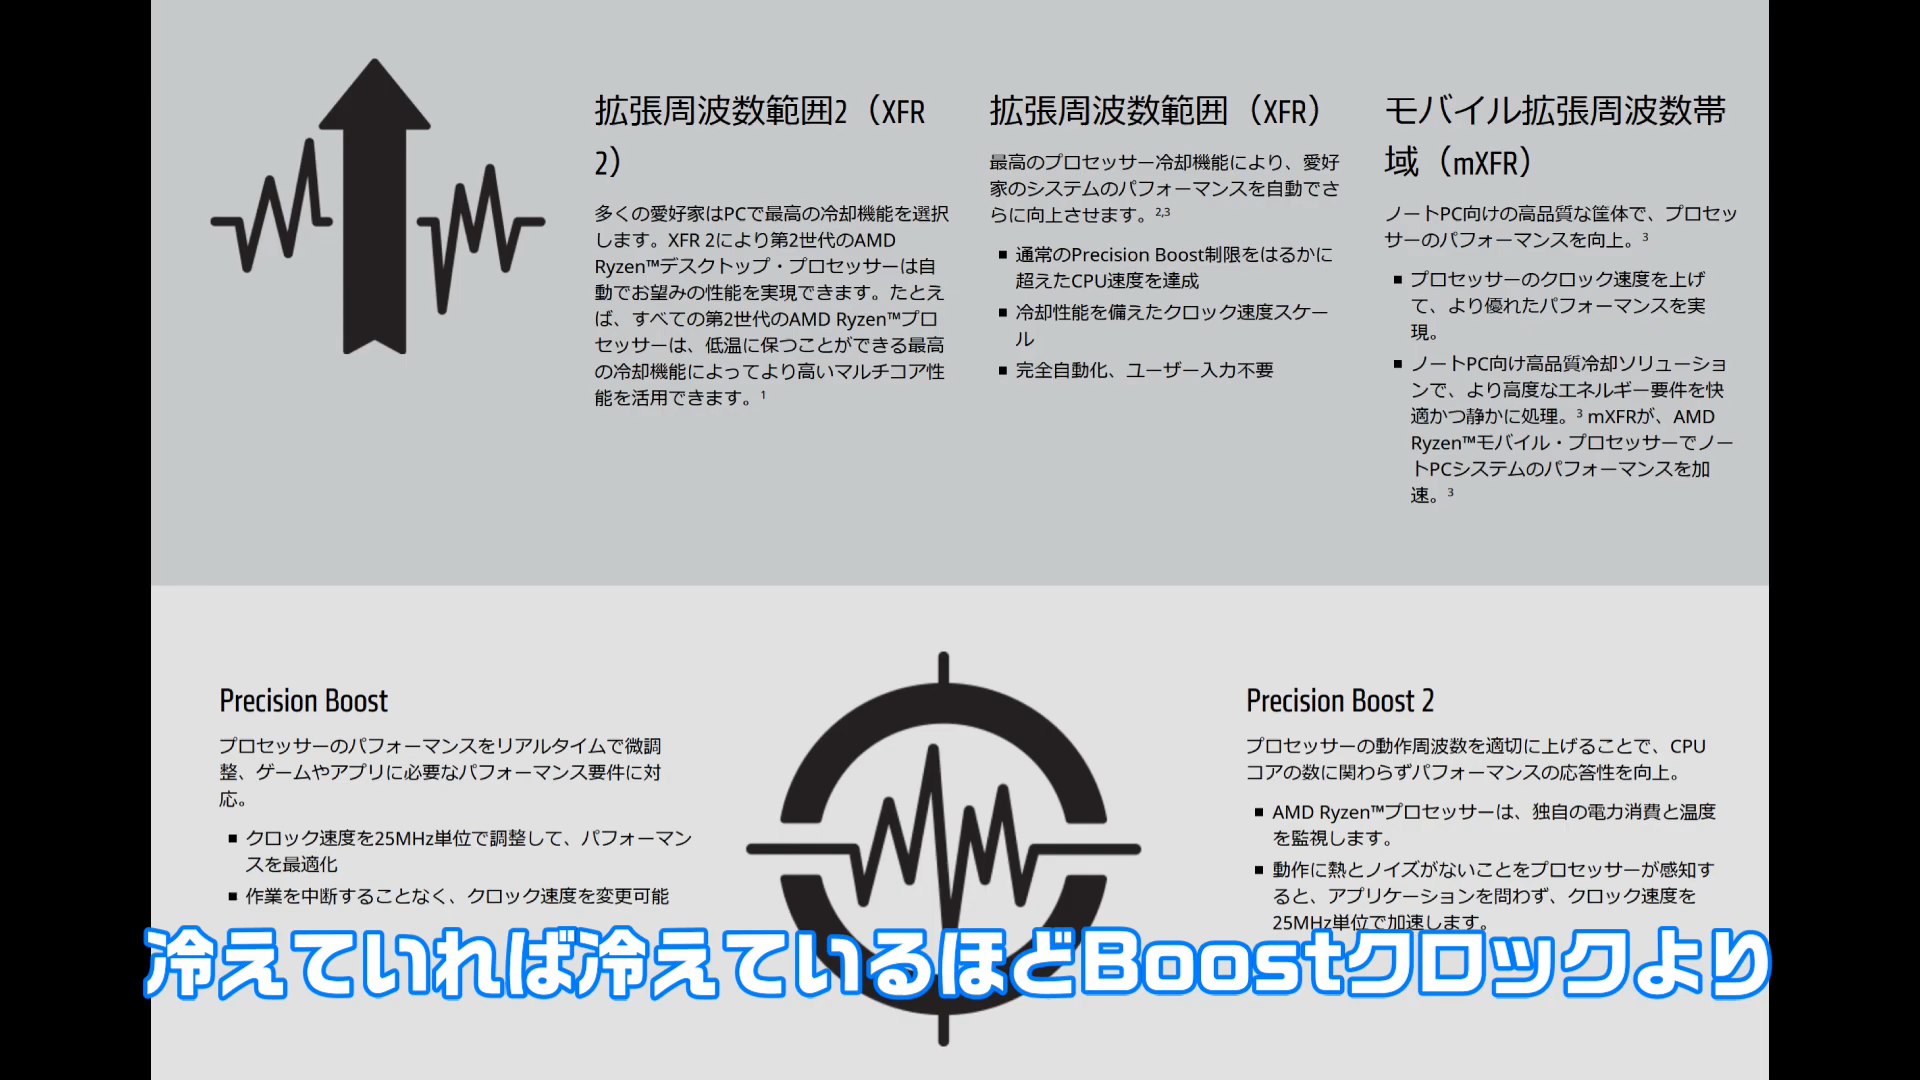 拡張周波数範囲2（XFR
2）
多くの愛好家はPCで最高の冷却機能を選択
します。XFR 2により第2世代のAMD
Ryzen™デスクトップ・プロセッサーは自
動でお望みの性能を実現できます。たとえ
ば、すべての第2世代のAMD Ryzen™プロ
セッサーは、低温に保つことができる最高
の冷却機能によってより高いマルチコア性
能を活用できます。1
拡張周波数範囲（XFR）
最高のプロセッサー冷却機能により、愛好
家のシステムのパフォーマンスを自動でさ
らに向上させます。2,3
■ 通常のPrecision Boost制限をはるかに
超えたCPU速度を達成
■ 冷却性能を備えたクロック速度スケー
ル
■ 完全自動化、ユーザー入力不要
モバイル拡張周波数帯
域（mXFR）
ノートPC向けの高品質な筐体で、プロセッ
サーのパフォーマンスを向上。3
■ プロセッサーのクロック速度を上げ
て、より優れたパフォーマンスを実
現。
■ ノートPC向け高品質冷却ソリューショ
ンで、より高度なエネルギー要件を快
適かつ静かに処理。3 mXFRが、AMD
Ryzen™モバイル・プロセッサーでノー
トPCシステムのパフォーマンスを加
速。3
Precision Boost
プロセッサーのパフォーマンスをリアルタイムで微調
整、ゲームやアプリに必要なパフォーマンス要件に対
応。
■ クロック速度を25MHz単位で調整して、パフォーマン
スを最適化
■ 作業を中断することなく、クロック速度を変更可能
Precision Boost 2
プロセッサーの動作周波数を適切に上げることで、CPU
コアの数に関わらずパフォーマンスの応答性を向上。
■ AMD Ryzen™プロセッサーは、独自の電力消費と温度
を監視します。
■ 動作に熱とノイズがないことをプロセッサーが感知す
ると、アプリケーションを問わず、クロック速度を
25MHz単位で加速します。
冷えていれば冷えているほどBoostクロックより